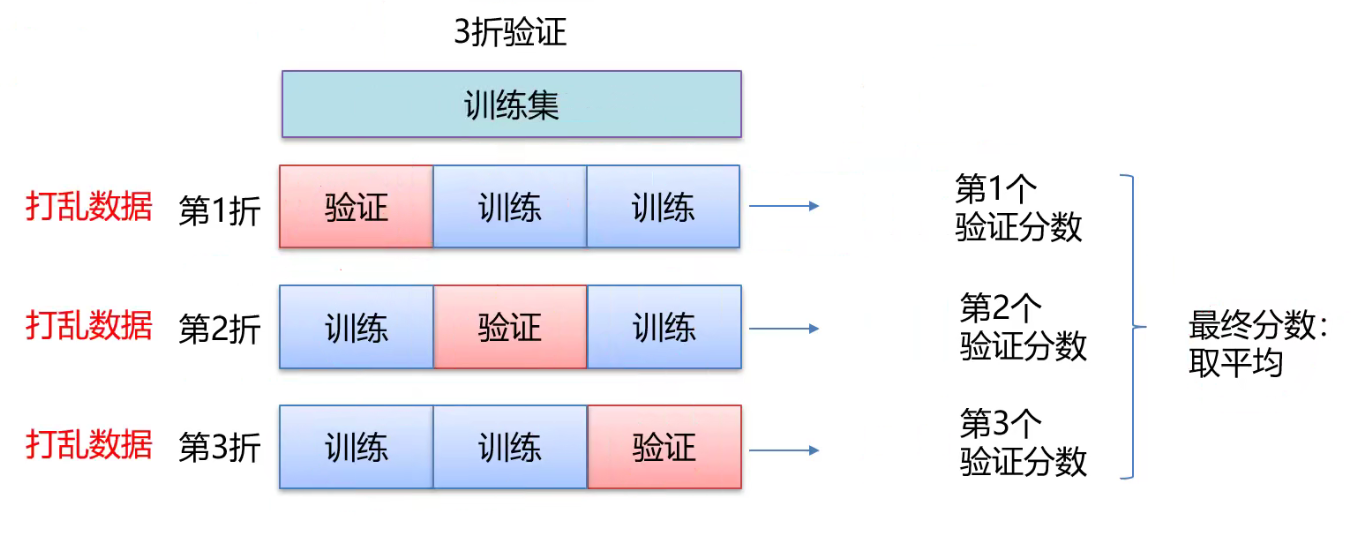 3折验证
训练集
打乱数据 第1折 验证 训练 训练 第1个
验证分数
打乱数据 第2折 训练 验证 训练 第2个
验证分数
最终分数：
取平均
打乱数据 第3折 训练 训练 验证 第3个
验证分数